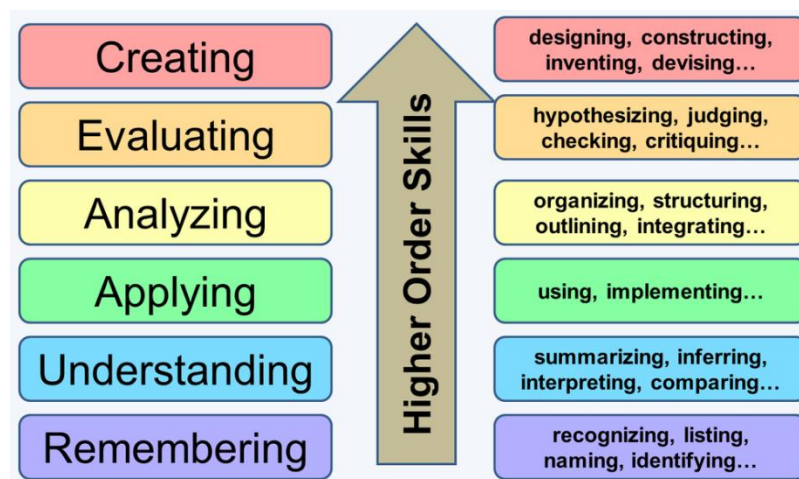 Creating
designing, constructing,
inventing, devising…
Evaluating
hypothesizing, judging,
checking, critiquing…
Analyzing
organizing, structuring,
outlining, integrating…
Applying
using, implementing…
Understanding
summarizing, inferring,
interpreting, comparing…
Remembering
recognizing, listing,
naming, identifying…
Higher Order Skills